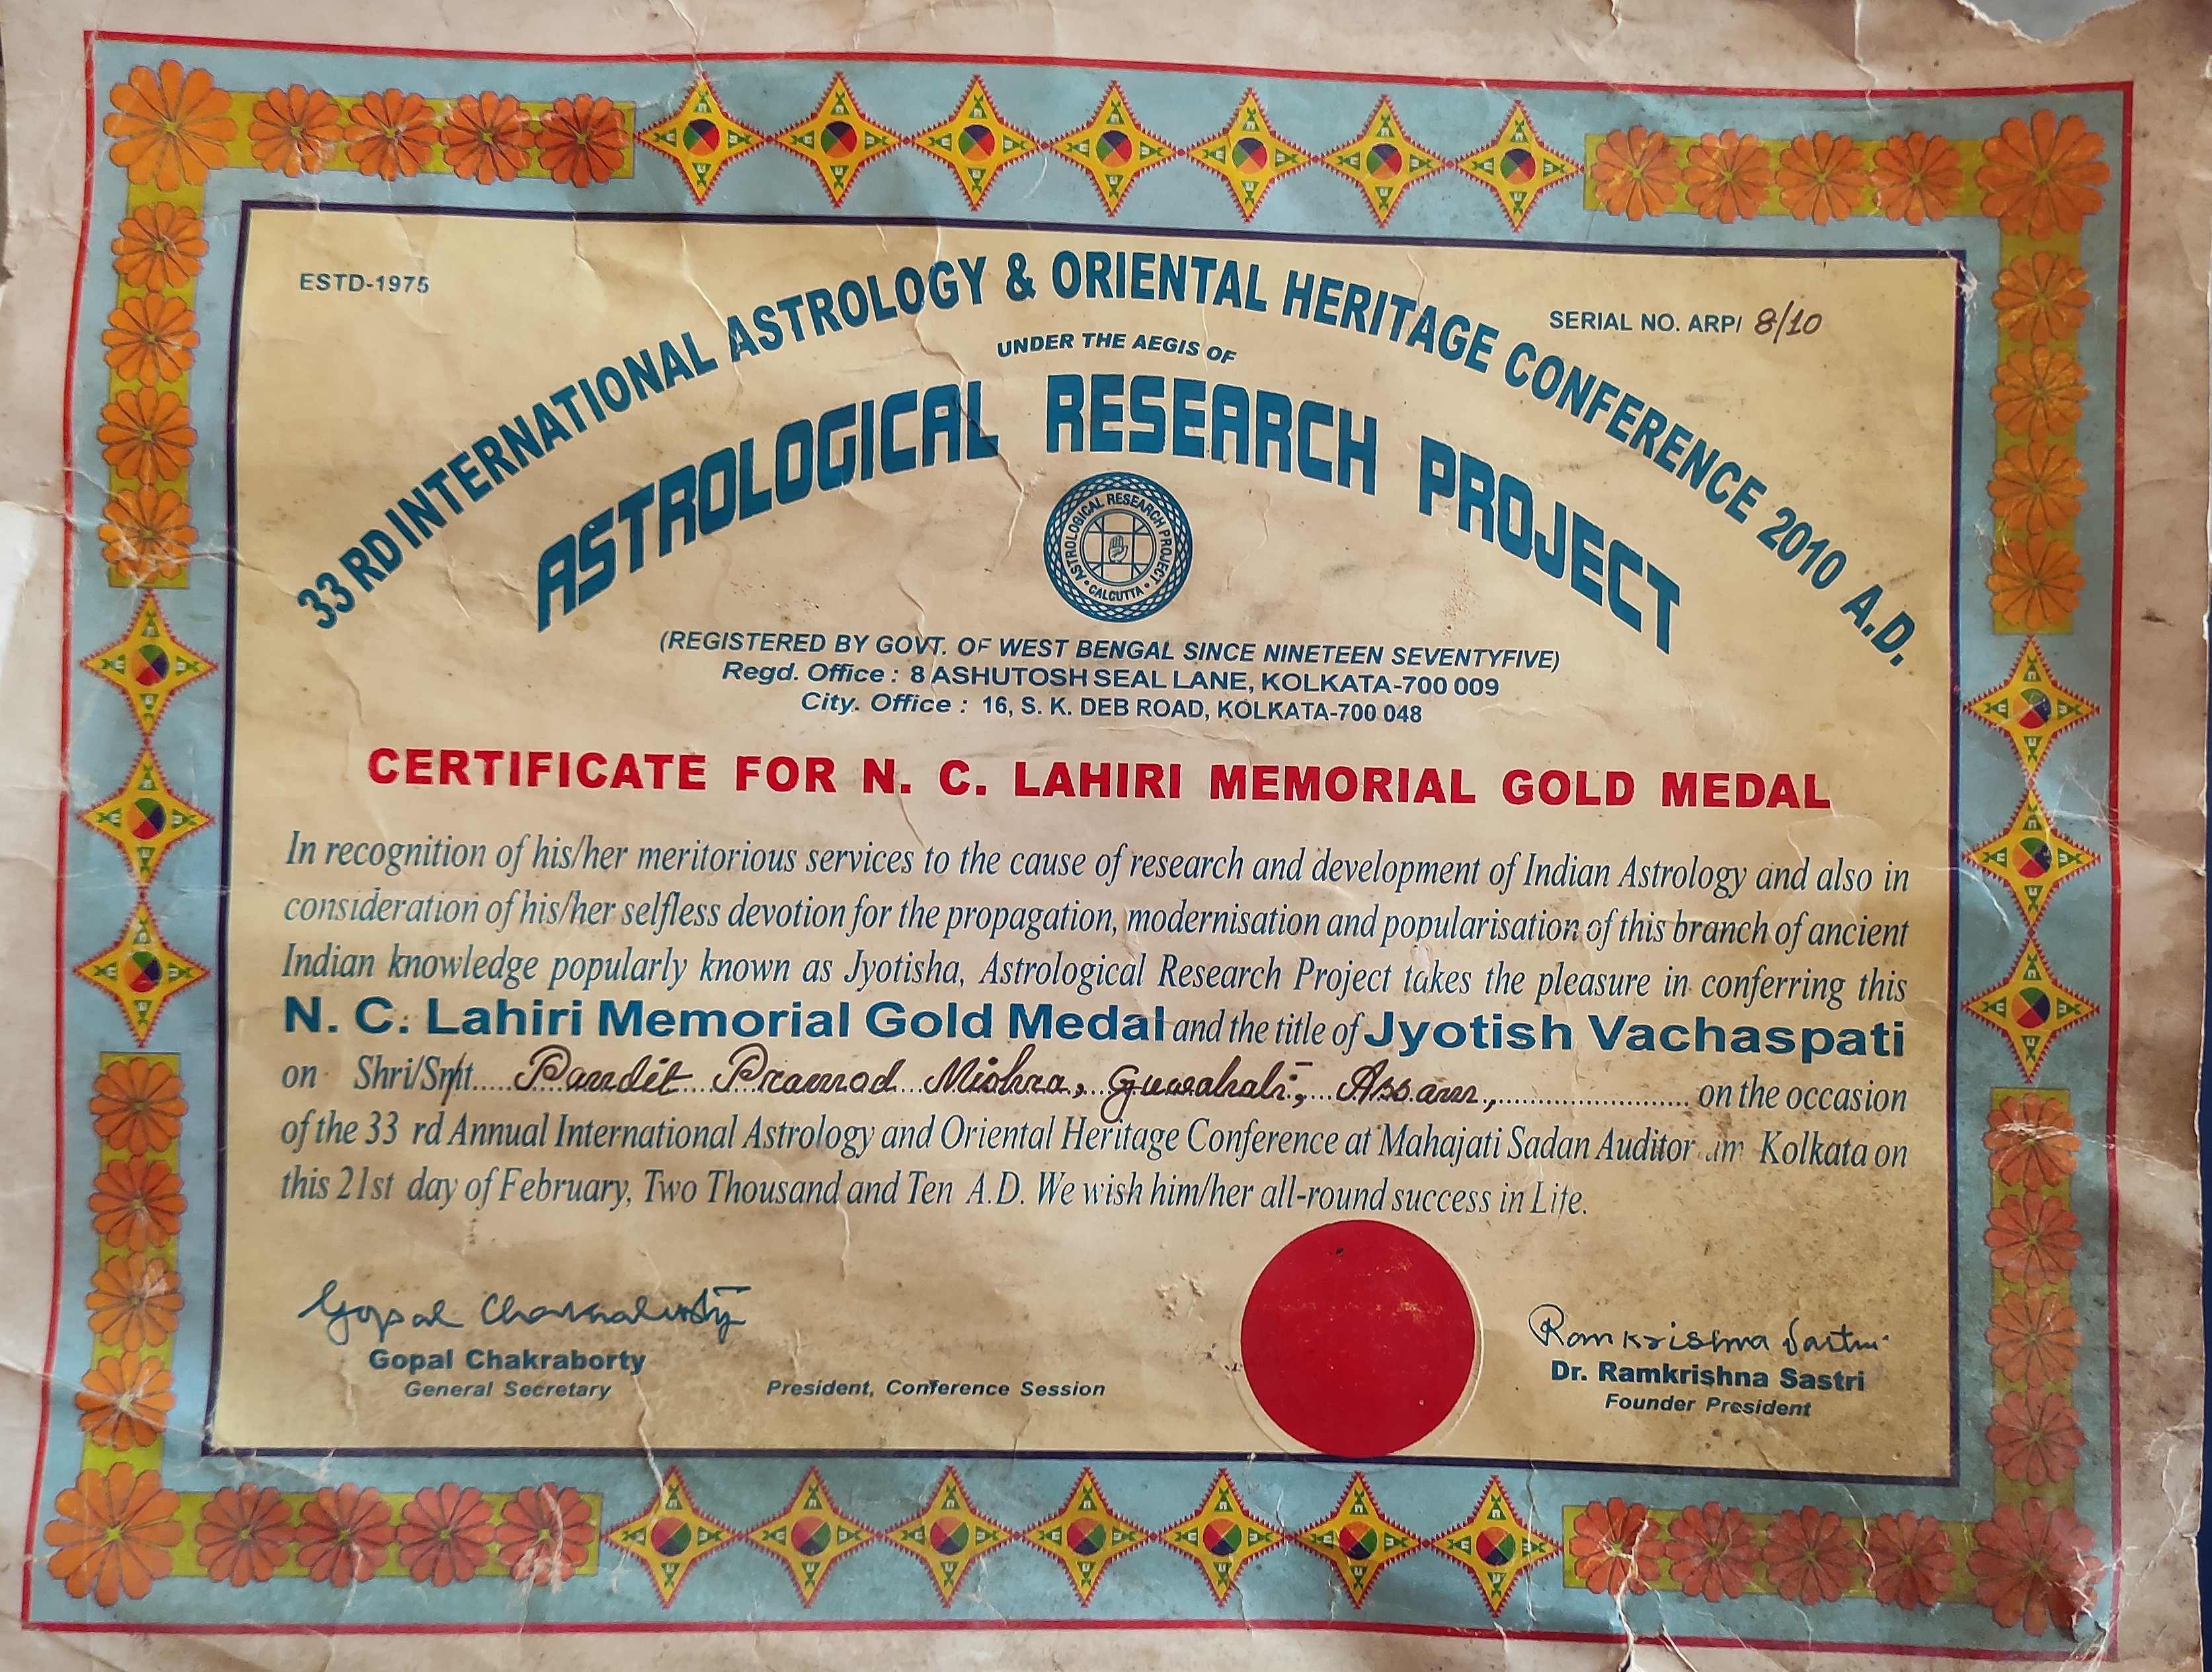 ESTD-1975
SERIAL NO. ARP/ 8/10
33 RD INTERNATIONAL ASTROLOGY & ORIENTAL HERITAGE CONFERENCE 2010 A.D.
UNDER THE AEGIS OF
ASTROLOGICAL RESEARCH PROJECT
ASTROLOGICAL RESEARCH PROJECT
• CALCUTTA •
(REGISTERED BY GOVT. OF WEST BENGAL SINCE NINETEEN SEVENTYFIVE)
Regd. Office : 8 ASHUTOSH SEAL LANE, KOLKATA-700 009
City. Office : 16, S. K. DEB ROAD, KOLKATA-700 048
CERTIFICATE FOR N. C. LAHIRI MEMORIAL GOLD MEDAL
In recognition of his/her meritorious services to the cause of research and development of Indian Astrology and also in
consideration of his/her selfless devotion for the propagation, modernisation and popularisation of this branch of ancient
Indian knowledge popularly known as Jyotisha, Astrological Research Project takes the pleasure in conferring this
N. C. Lahiri Memorial Gold Medal and the title of Jyotish Vachaspati
on Shri/Smt. Pandit Pramod Mishra, Guwahati, Assam, on the occasion
of the 33 rd Annual International Astrology and Oriental Heritage Conference at Mahajati Sadan Kolkata on
this 21st day of February, Two Thousand and Ten A.D. We wish him/her all-round success in Life.
Gopal Chakraborty
Ramkrishna Sastri
Gopal Chakraborty
Dr. Ramkrishna Sastri
General Secretary
President, Conference Session
Founder President